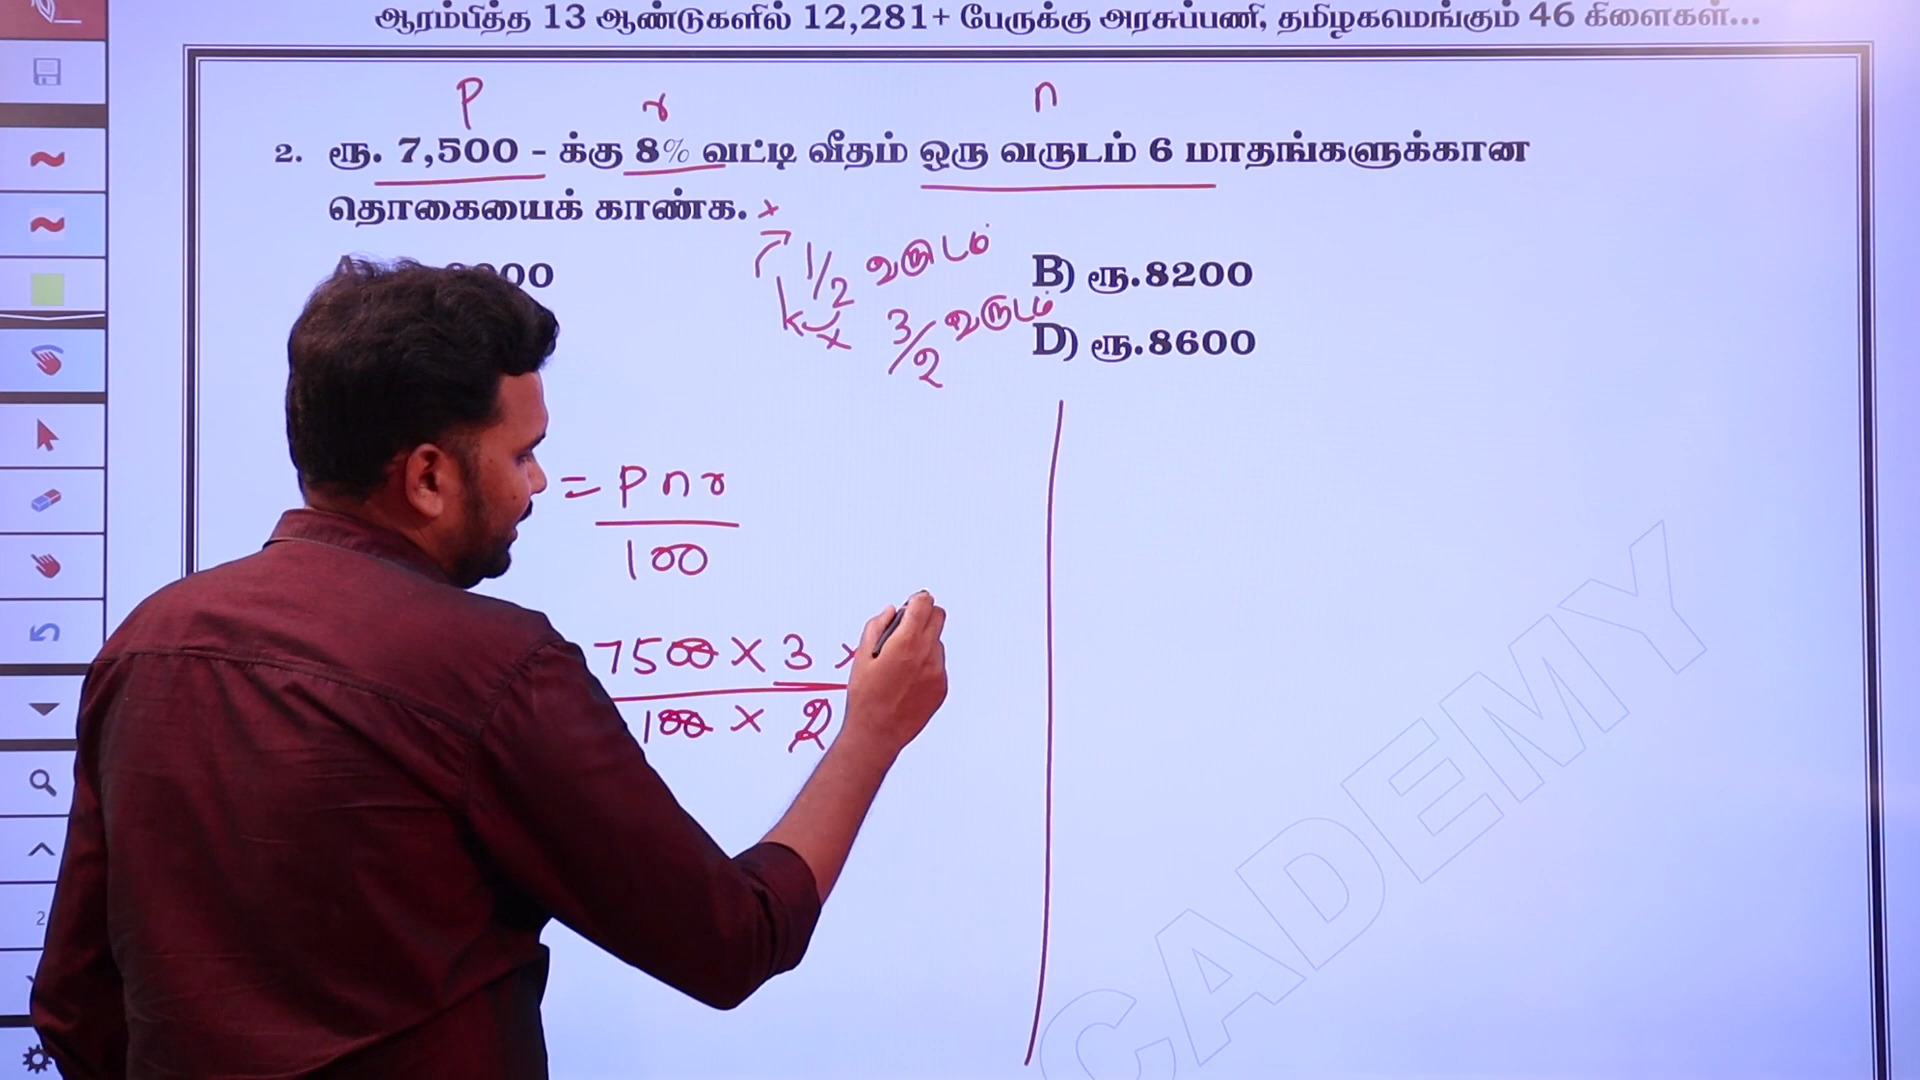 ஆரம்பித்த 13 ஆண்டுகளில் 12,281+ பேருக்கு அரசுப்பணி, தமிழகமெங்கும் 46 கிளைகள்...
P r n
2. ரூ. 7,500 - க்கு 8% வட்டி வீதம் ஒரு வருடம் 6 மாதங்களுக்கான
தொகையைக் காண்க. x
1/2 வருடம்
00 B) ரூ.8200
x 3/2 வருடம்
D) ரூ.8600
= P n r
100
7500 × 3 ×
100 × 2
CADEMY
2